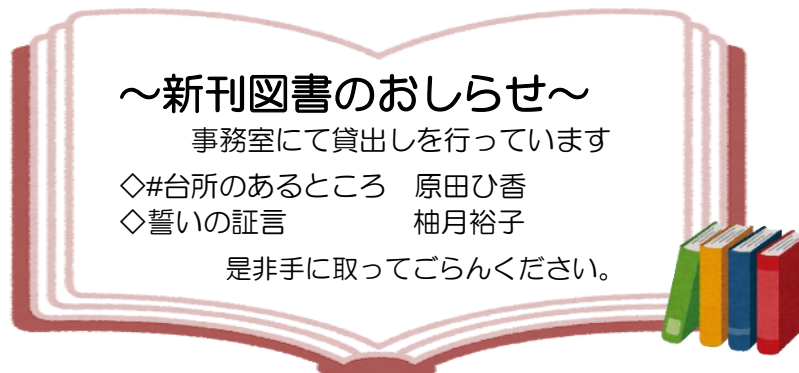 ～新刊図書のおしらせ～
事務室にて貸出しを行っています
◇#台所のあるところ　原田ひ香
◇誓いの証言　　　　　柚月裕子
是非手に取ってごらんください。